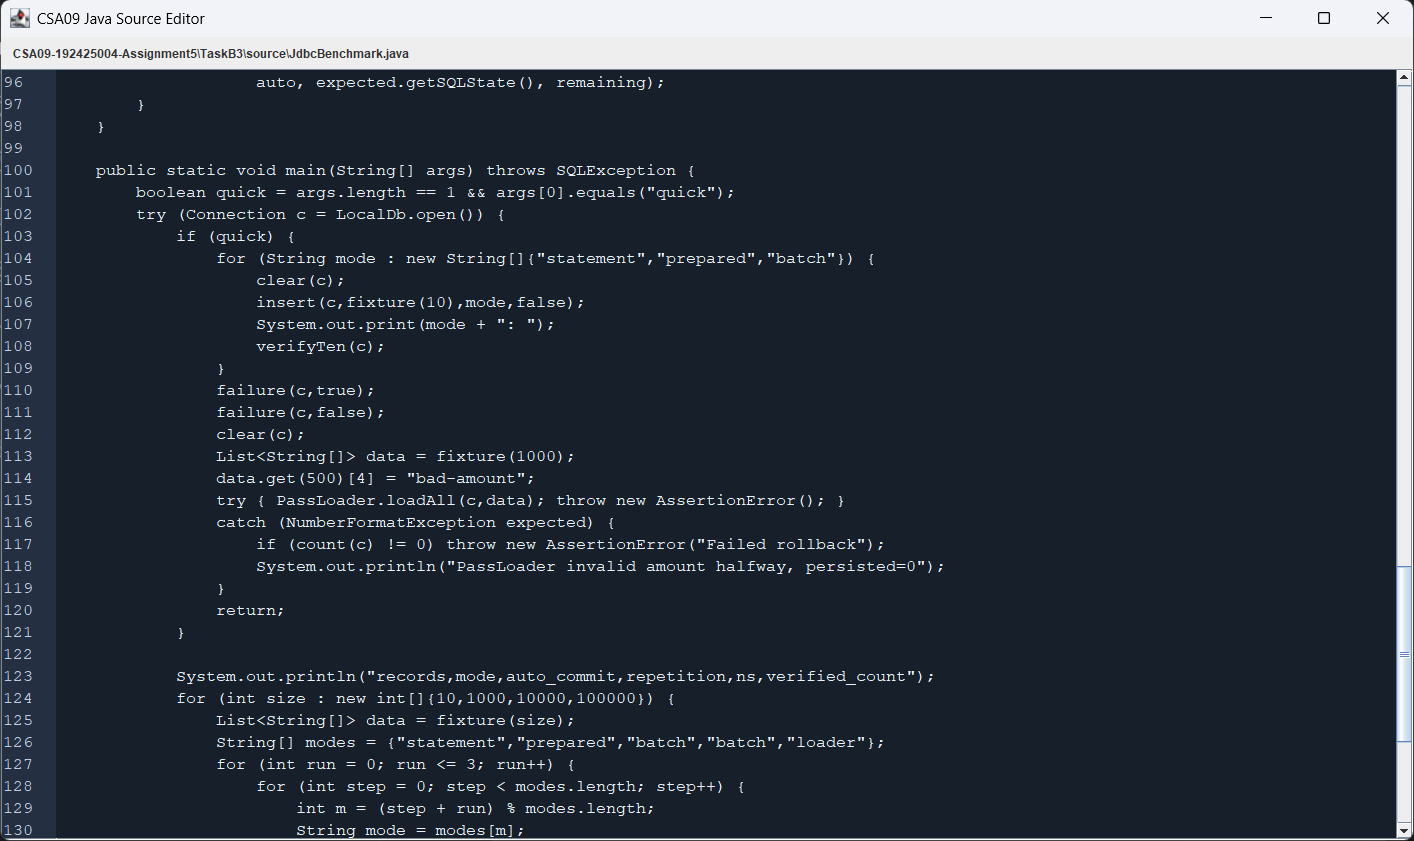 CSA09 Java Source Editor
CSA09-192425004-Assignment5\TaskB3\source\JdbcBenchmark.java
96                     auto, expected.getSQLState(), remaining);
97         }
98     }
99
100     public static void main(String[] args) throws SQLException {
101         boolean quick = args.length == 1 && args[0].equals("quick");
102         try (Connection c = LocalDb.open()) {
103             if (quick) {
104                 for (String mode : new String[]{"statement","prepared","batch"}) {
105                     clear(c);
106                     insert(c,fixture(10),mode,false);
107                     System.out.print(mode + ": ");
108                     verifyTen(c);
109                 }
110                 failure(c,true);
111                 failure(c,false);
112                 clear(c);
113                 List<String[]> data = fixture(1000);
114                 data.get(500)[4] = "bad-amount";
115                 try { PassLoader.loadAll(c,data); throw new AssertionError(); }
116                 catch (NumberFormatException expected) {
117                     if (count(c) != 0) throw new AssertionError("Failed rollback");
118                     System.out.println("PassLoader invalid amount halfway, persisted=0");
119                 }
120                 return;
121             }
122
123             System.out.println("records,mode,auto_commit,repetition,ns,verified_count");
124             for (int size : new int[]{10,1000,10000,100000}) {
125                 List<String[]> data = fixture(size);
126                 String[] modes = {"statement","prepared","batch","batch","loader"};
127                 for (int run = 0; run <= 3; run++) {
128                     for (int step = 0; step < modes.length; step++) {
129                         int m = (step + run) % modes.length;
130                         String mode = modes[m];